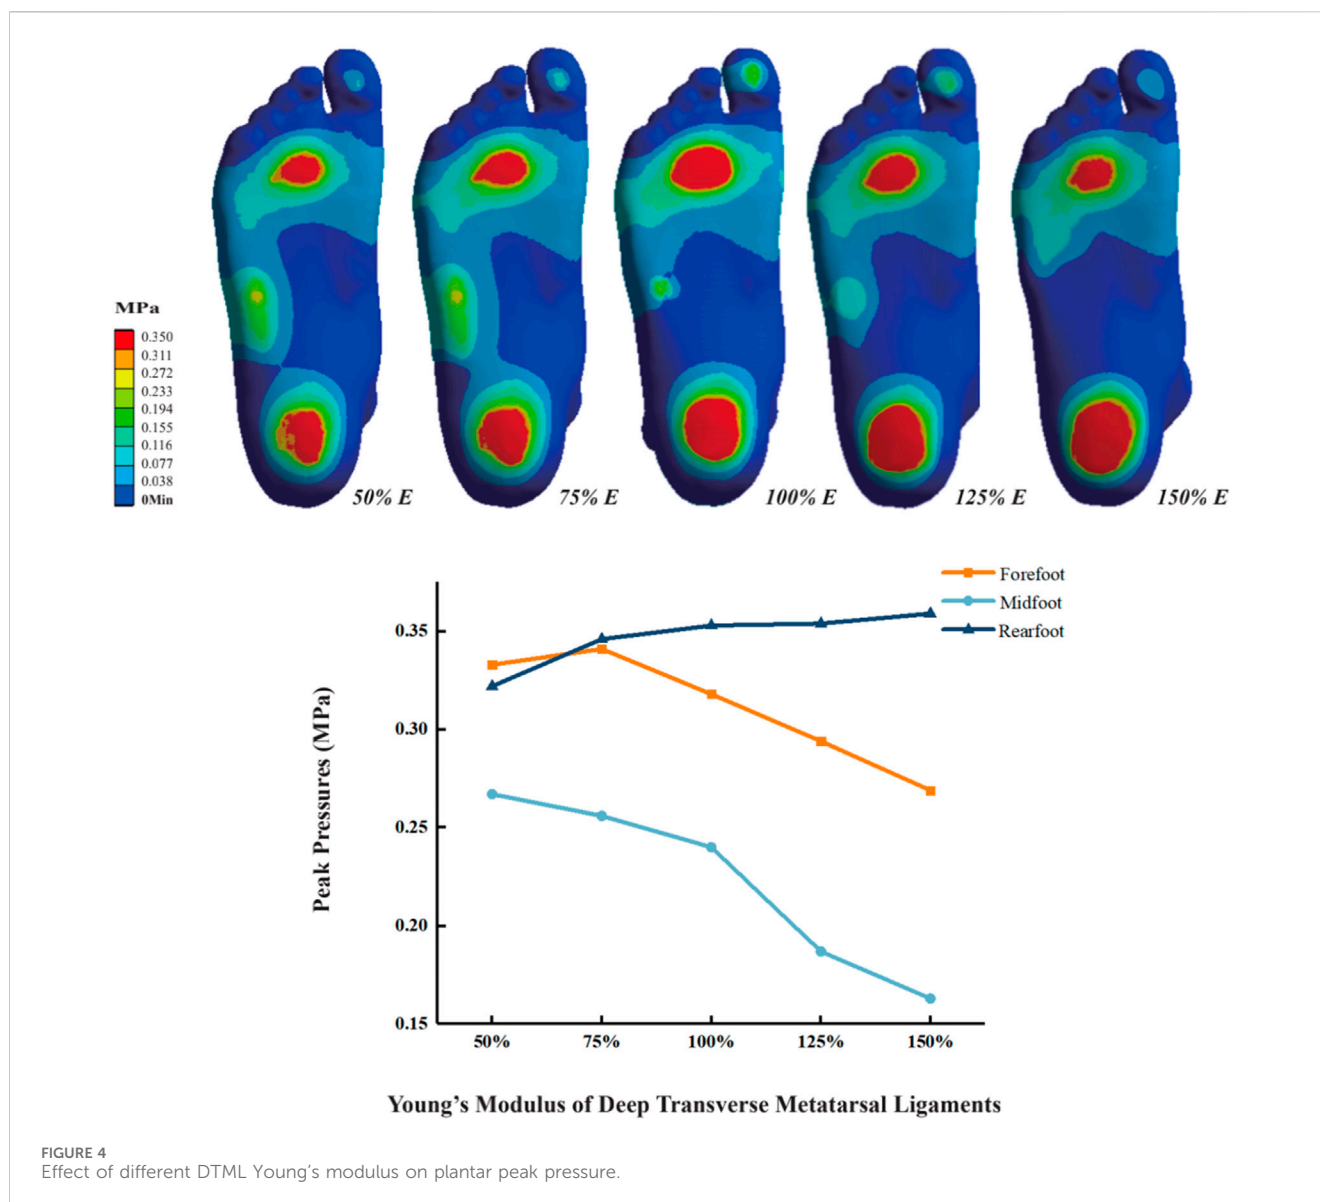 MPa
0.350
0.311
0.272
0.233
0.194
0.155
0.116
0.077
0.038
0Min
50% E
75% E
100% E
125% E
150% E
Forefoot
Midfoot
Rearfoot
Peak Pressures (MPa)
0.35
0.30
0.25
0.20
0.15
50%
75%
100%
125%
150%
Young's Modulus of Deep Transverse Metatarsal Ligaments
FIGURE 4
Effect of different DTML Young's modulus on plantar peak pressure.